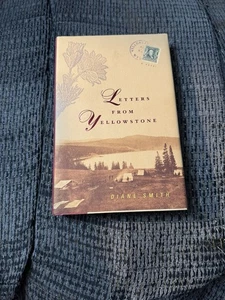 LETTERS
FROM
YELLOWSTONE
DIANE SMITH